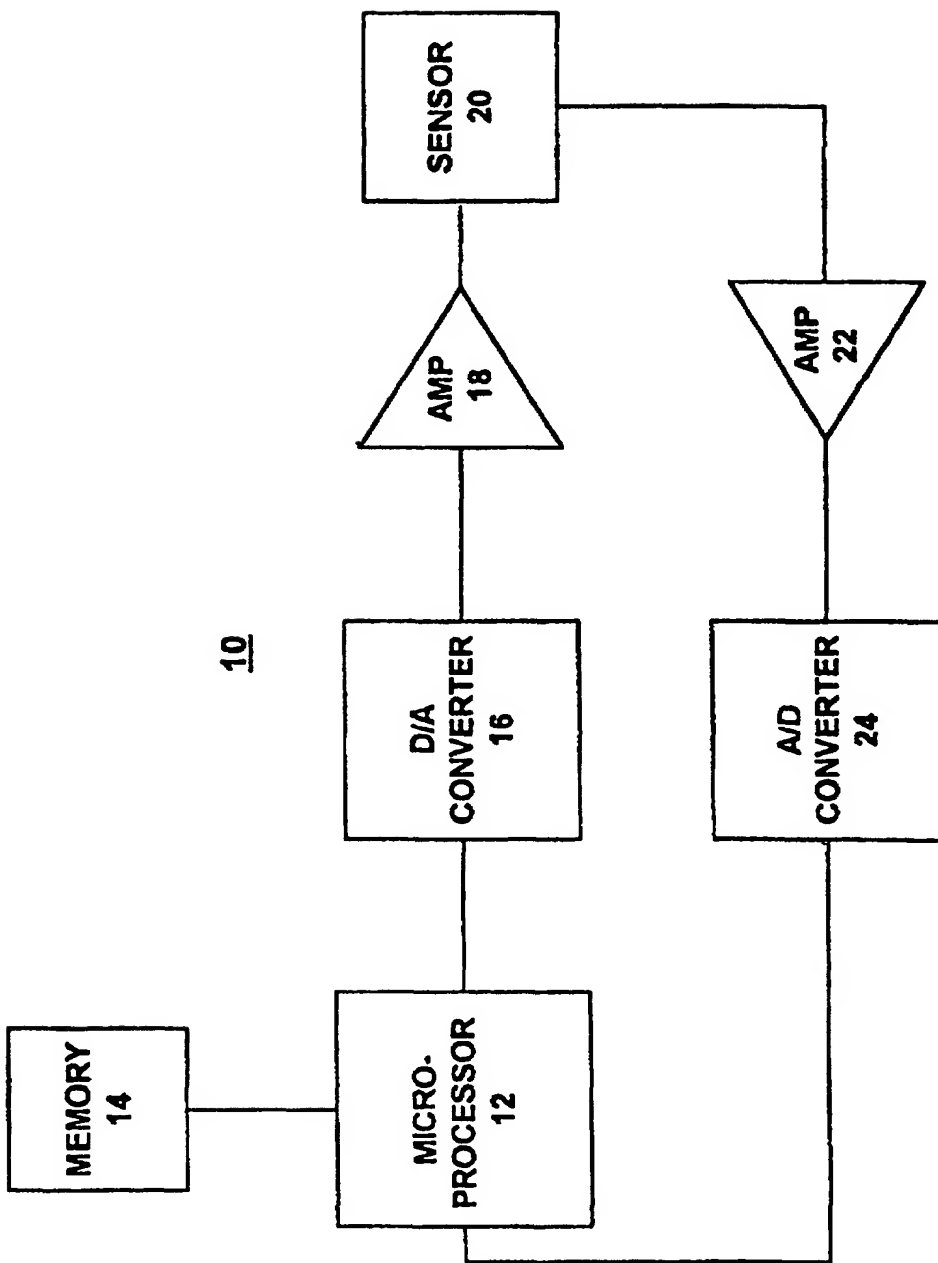 10
MEMORY
14
MICRO-
PROCESSOR
12
D/A
CONVERTER
16
AMP
18
SENSOR
20
AMP
22
A/D
CONVERTER
24